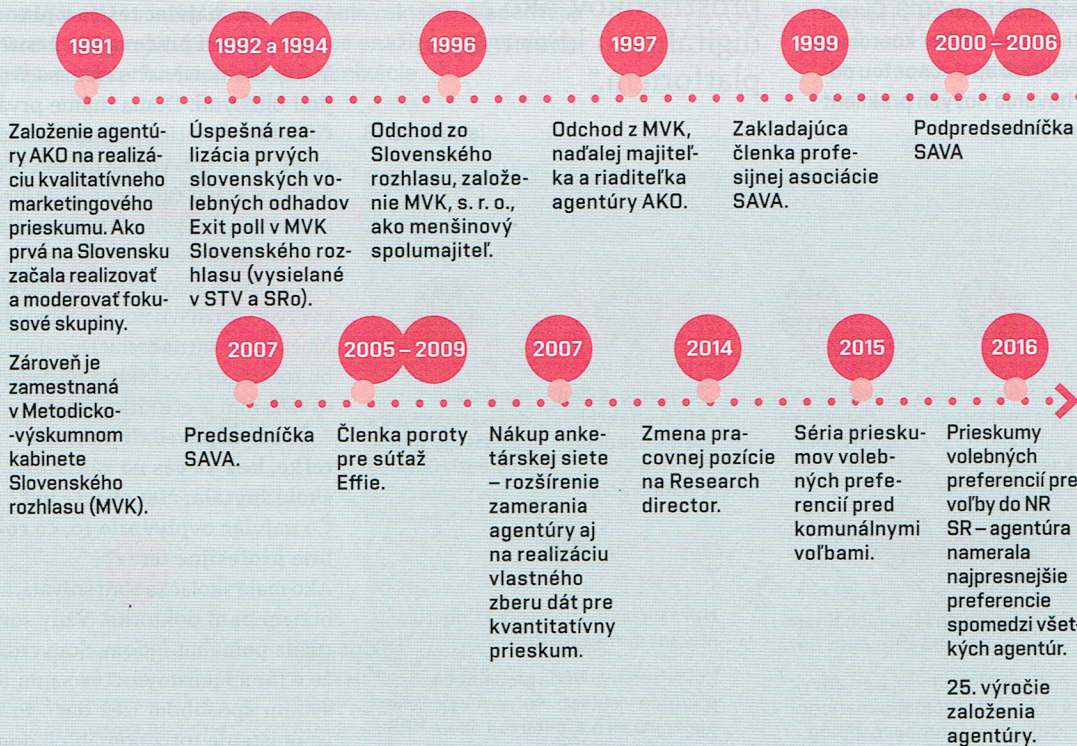 1991
Založenie agentú-
ry AKO na realizá-
ciu kvalitatívneho
marketingového
prieskumu. Ako
prvá na Slovensku
začala realizovať
a moderovať foku-
sové skupiny.
Zároveň je
zamestnaná
v Metodicko-
-výskumnom
kabinete
Slovenského
rozhlasu (MVK).
1992 a 1994
Úspešná rea-
lizácia prvých
slovenských vo-
lebných odhadov
Exit poll v MVK
Slovenského roz-
hlasu (vysielané
v STV a SRo).
1996
Odchod zo
Slovenského
rozhlasu, založe-
nie MVK, s. r. o.,
ako menšinový
spolumajiteľ.
1997
Odchod z MVK,
naďalej majiteľ-
ka a riaditeľka
agentúry AKO.
1999
Zakladajúca
členka profe-
sijnej asociácie
SAVA.
2000 – 2006
Podpredsedníčka
SAVA
2007
Predsedníčka
SAVA.
2005 – 2009
Členka poroty
pre súťaž
Effie.
2007
Nákup anke-
társkej siete
– rozšírenie
zamerania
agentúry aj
na realizáciu
vlastného
zberu dát pre
kvantitatívny
prieskum.
2014
Zmena pra-
covnej pozície
na Research
director.
2015
Séria priesku-
mov voleb-
ných prefe-
rencií pred
komunálnymi
voľbami.
2016
Prieskumy
volebných
preferencií pre
voľby do NR
SR – agentúra
namerala
najpresnejšie
preferencie
spomedzi všet-
kých agentúr.
25. výročie
založenia
agentúry.